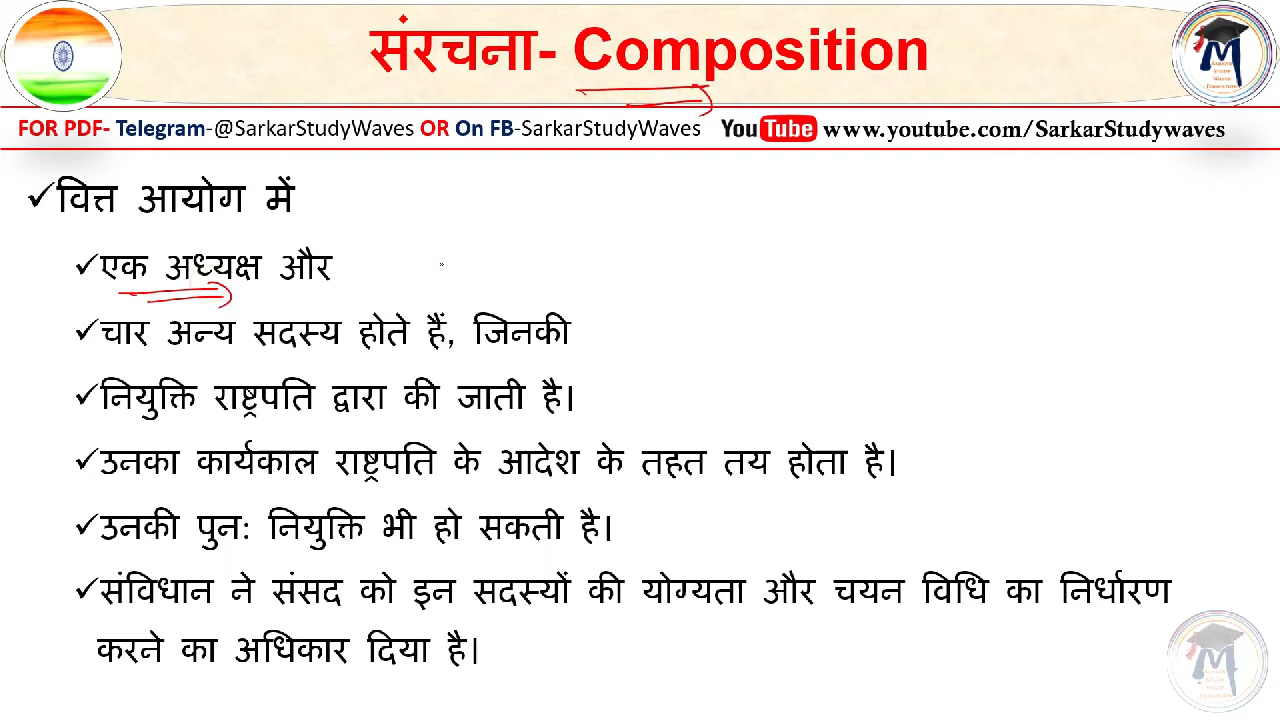 संरचना- Composition
FOR PDF- Telegram-@SarkarStudyWaves OR On FB-SarkarStudyWaves YouTube www.youtube.com/SarkarStudywaves
✓वित्त आयोग में
✓एक अध्यक्ष और
✓चार अन्य सदस्य होते हैं, जिनकी
✓नियुक्ति राष्ट्रपति द्वारा की जाती है।
✓उनका कार्यकाल राष्ट्रपति के आदेश के तहत तय होता है।
✓उनकी पुन: नियुक्ति भी हो सकती है।
✓संविधान ने संसद को इन सदस्यों की योग्यता और चयन विधि का निर्धारण
करने का अधिकार दिया है।